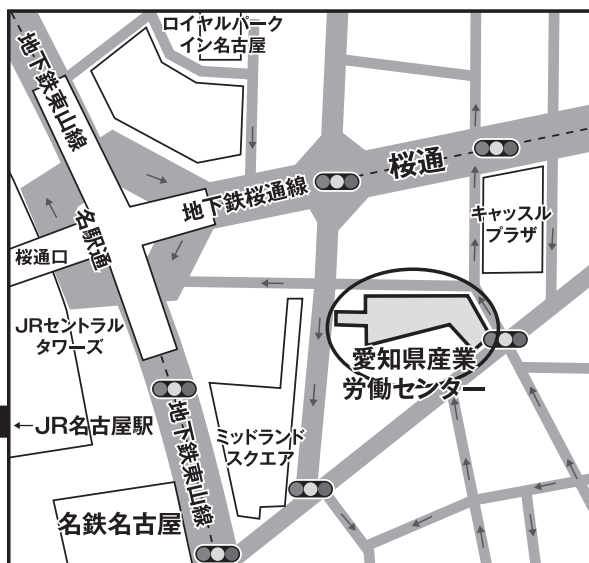 ロイヤルパーク
イン名古屋
地下鉄東山線
桜通
地下鉄桜通線
キャッスル
プラザ
名駅通
桜通口
JRセントラル
タワーズ
愛知県産業
労働センター
←JR名古屋駅
ミッドランド
スクエア
地下鉄東山線
名鉄名古屋